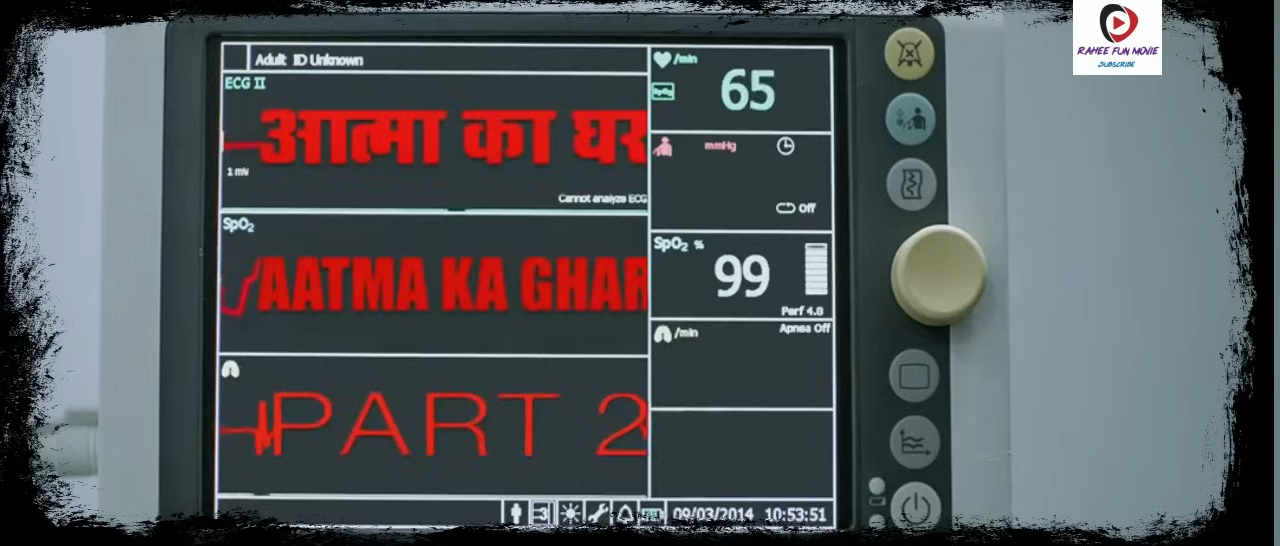 RAHEE FUN MOVIE
SUBSCRIBE
Adult ID Unknown
ECG II
आत्मा का घर
1 mV
Cannot analyze ECG
SpO₂
AATMA KA GHAR
PART 2
/min
65
mmHg
Off
SpO₂ %
99
Perf 4.8
/min
Apnea Off
09/03/2014 10:53:51